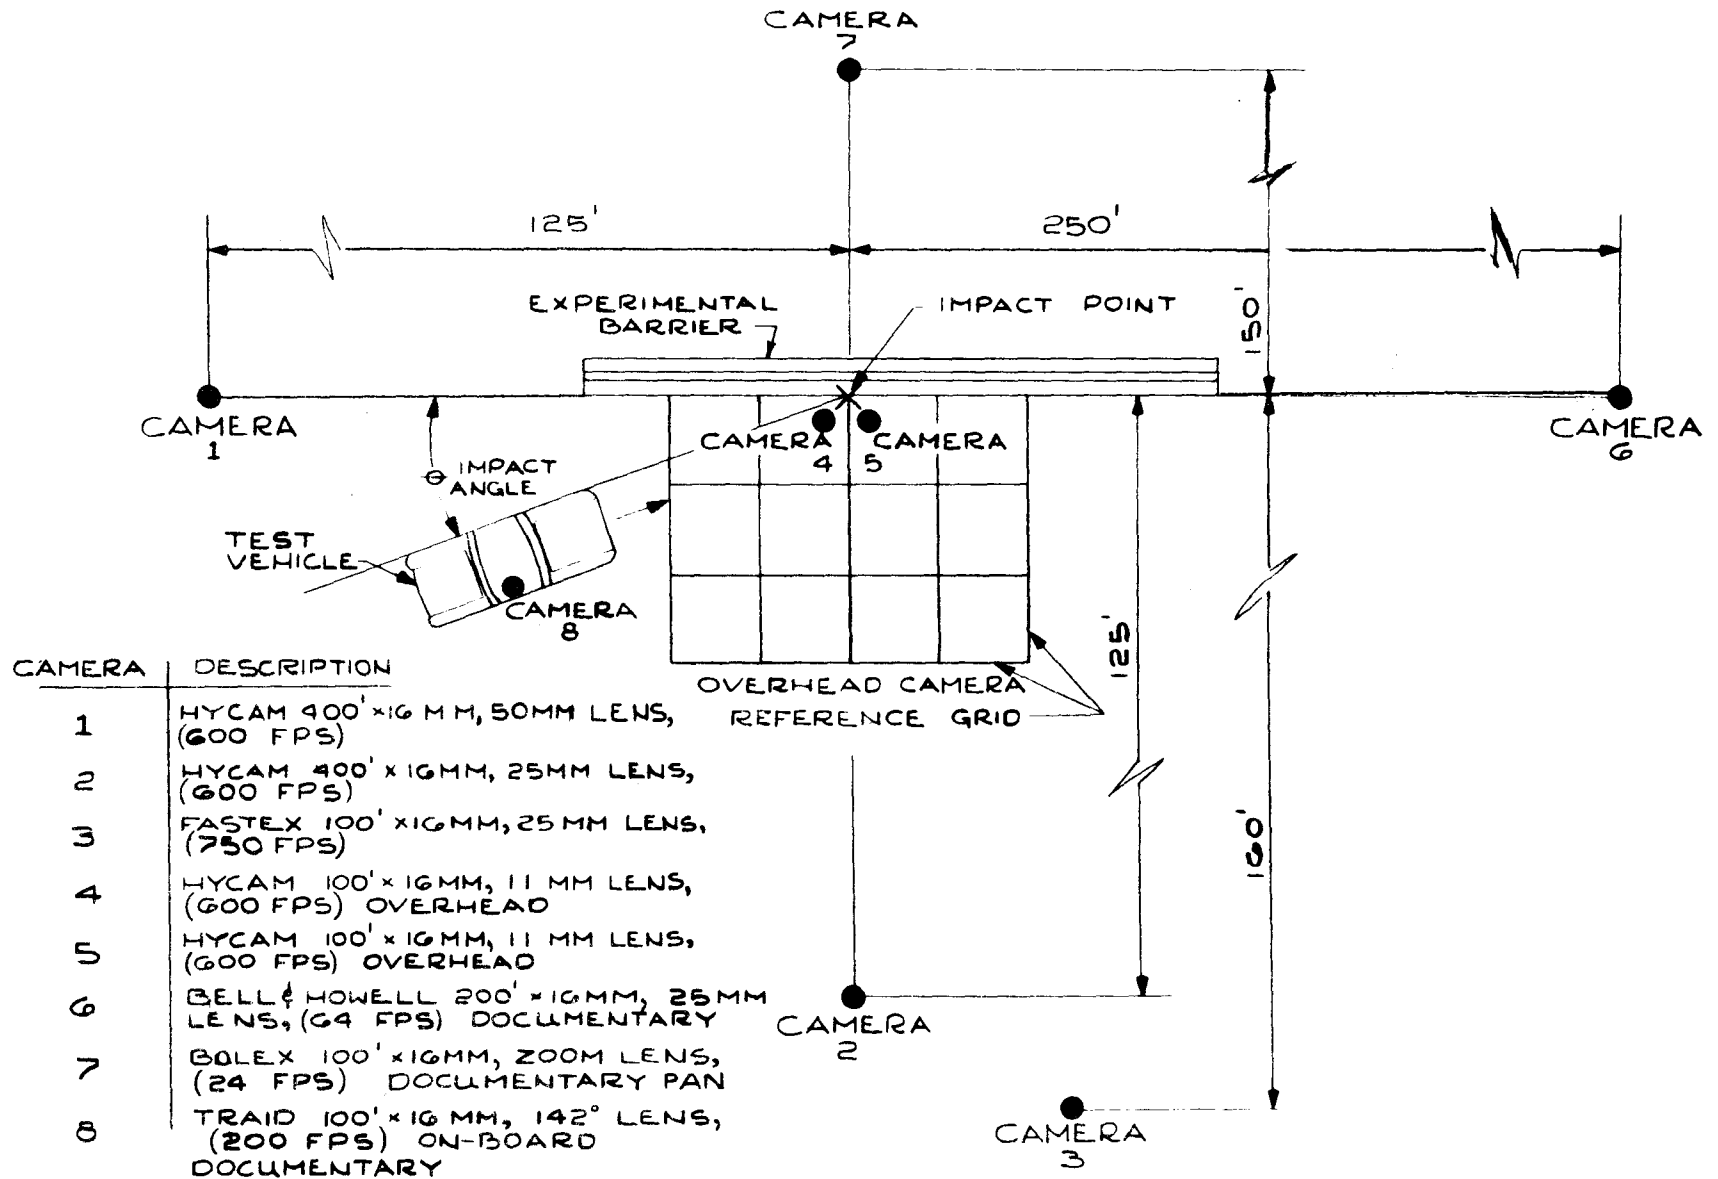 CAMERA
7
125'
250'
EXPERIMENTAL
BARRIER
IMPACT POINT
150'
CAMERA
1
CAMERA
4
CAMERA
5
CAMERA
6
θ IMPACT
ANGLE
TEST
VEHICLE
CAMERA
8
125'
160'
OVERHEAD CAMERA
REFERENCE GRID
CAMERA
2
CAMERA
3
CAMERA DESCRIPTION
1 HYCAM 400' x 16 MM, 50MM LENS,
(600 FPS)
2 HYCAM 400' x 16MM, 25MM LENS,
(600 FPS)
3 FASTEX 100' x 16MM, 25 MM LENS,
(750 FPS)
4 HYCAM 100' x 16MM, 11 MM LENS,
(600 FPS) OVERHEAD
5 HYCAM 100' x 16MM, 11 MM LENS,
(600 FPS) OVERHEAD
6 BELL & HOWELL 200' x 16MM, 25MM
LENS, (64 FPS) DOCUMENTARY
7 BOLEX 100' x 16MM, ZOOM LENS,
(24 FPS) DOCUMENTARY PAN
8 TRAID 100' x 16 MM, 142° LENS,
(200 FPS) ON-BOARD
DOCUMENTARY